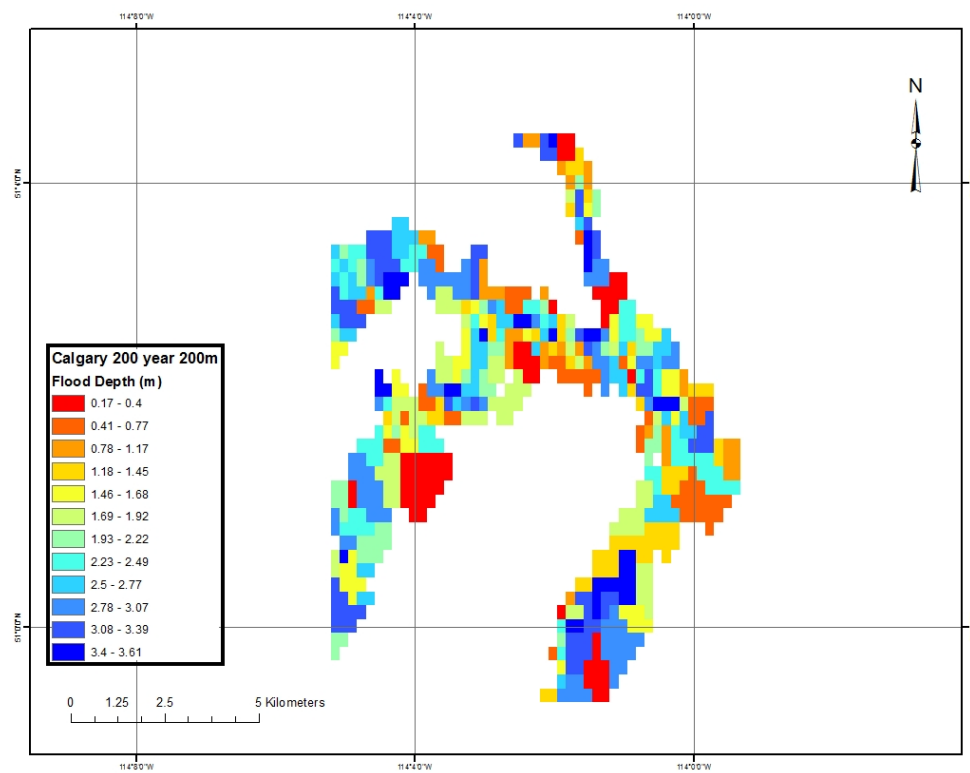 114°8'0"W 114°4'0"W 114°0'0"W
N
51°4'0"N
Calgary 200 year 200m
Flood Depth (m)
0.17 - 0.4
0.41 - 0.77
0.78 - 1.17
1.18 - 1.45
1.46 - 1.68
1.69 - 1.92
1.93 - 2.22
2.23 - 2.49
2.5 - 2.77
2.78 - 3.07
3.08 - 3.39
3.4 - 3.61
51°0'0"N
0 1.25 2.5 5 Kilometers
114°8'0"W 114°4'0"W 114°0'0"W